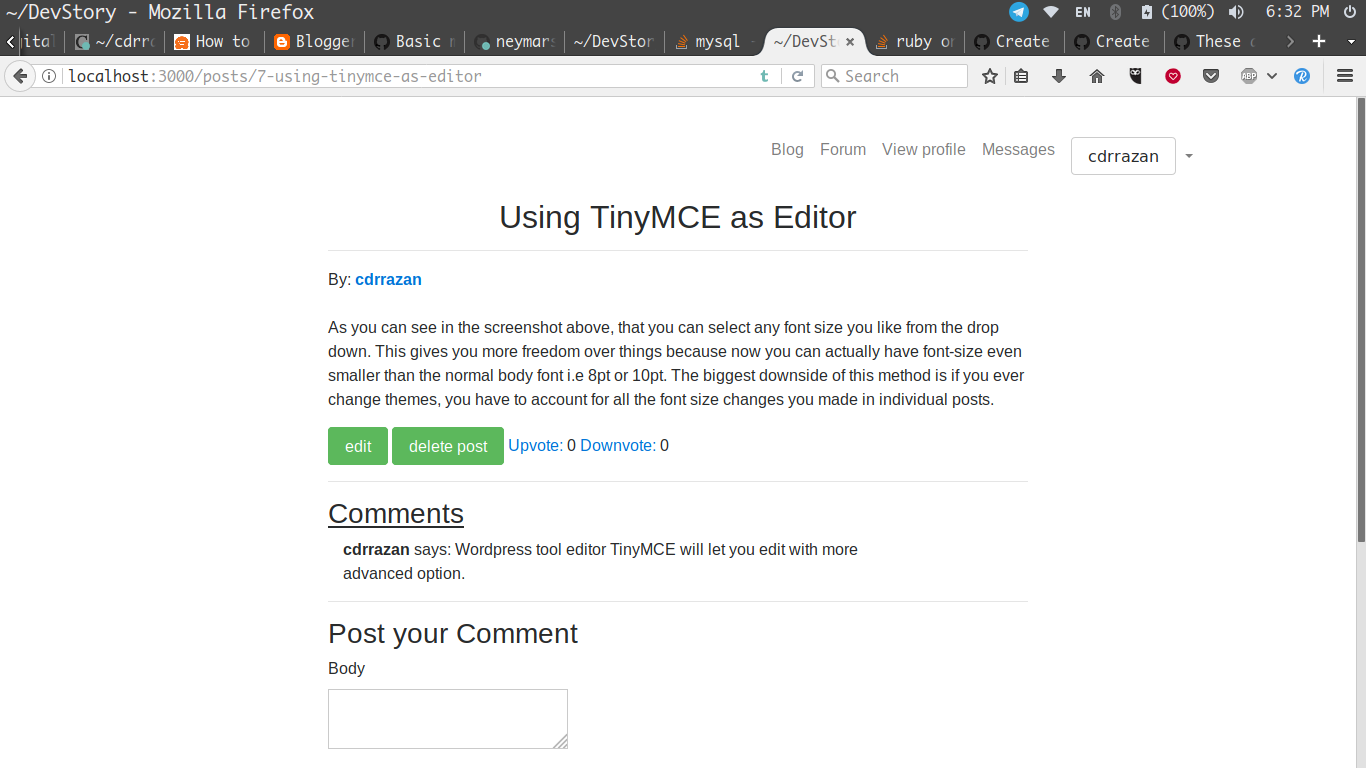 ~/DevStory - Mozilla Firefox EN (100%) 6:32 PM
ital ~/cdrra How to Blogger Basic neymars ~/DevStor mysql ~/DevSt ruby or Create Create These
localhost:3000/posts/7-using-tinymce-as-editor t Search ABP
Blog Forum View profile Messages cdrrazan
Using TinyMCE as Editor
By: cdrrazan
As you can see in the screenshot above, that you can select any font size you like from the drop
down. This gives you more freedom over things because now you can actually have font-size even
smaller than the normal body font i.e 8pt or 10pt. The biggest downside of this method is if you ever
change themes, you have to account for all the font size changes you made in individual posts.
edit delete post Upvote: 0 Downvote: 0
Comments
cdrrazan says: Wordpress tool editor TinyMCE will let you edit with more
advanced option.
Post your Comment
Body